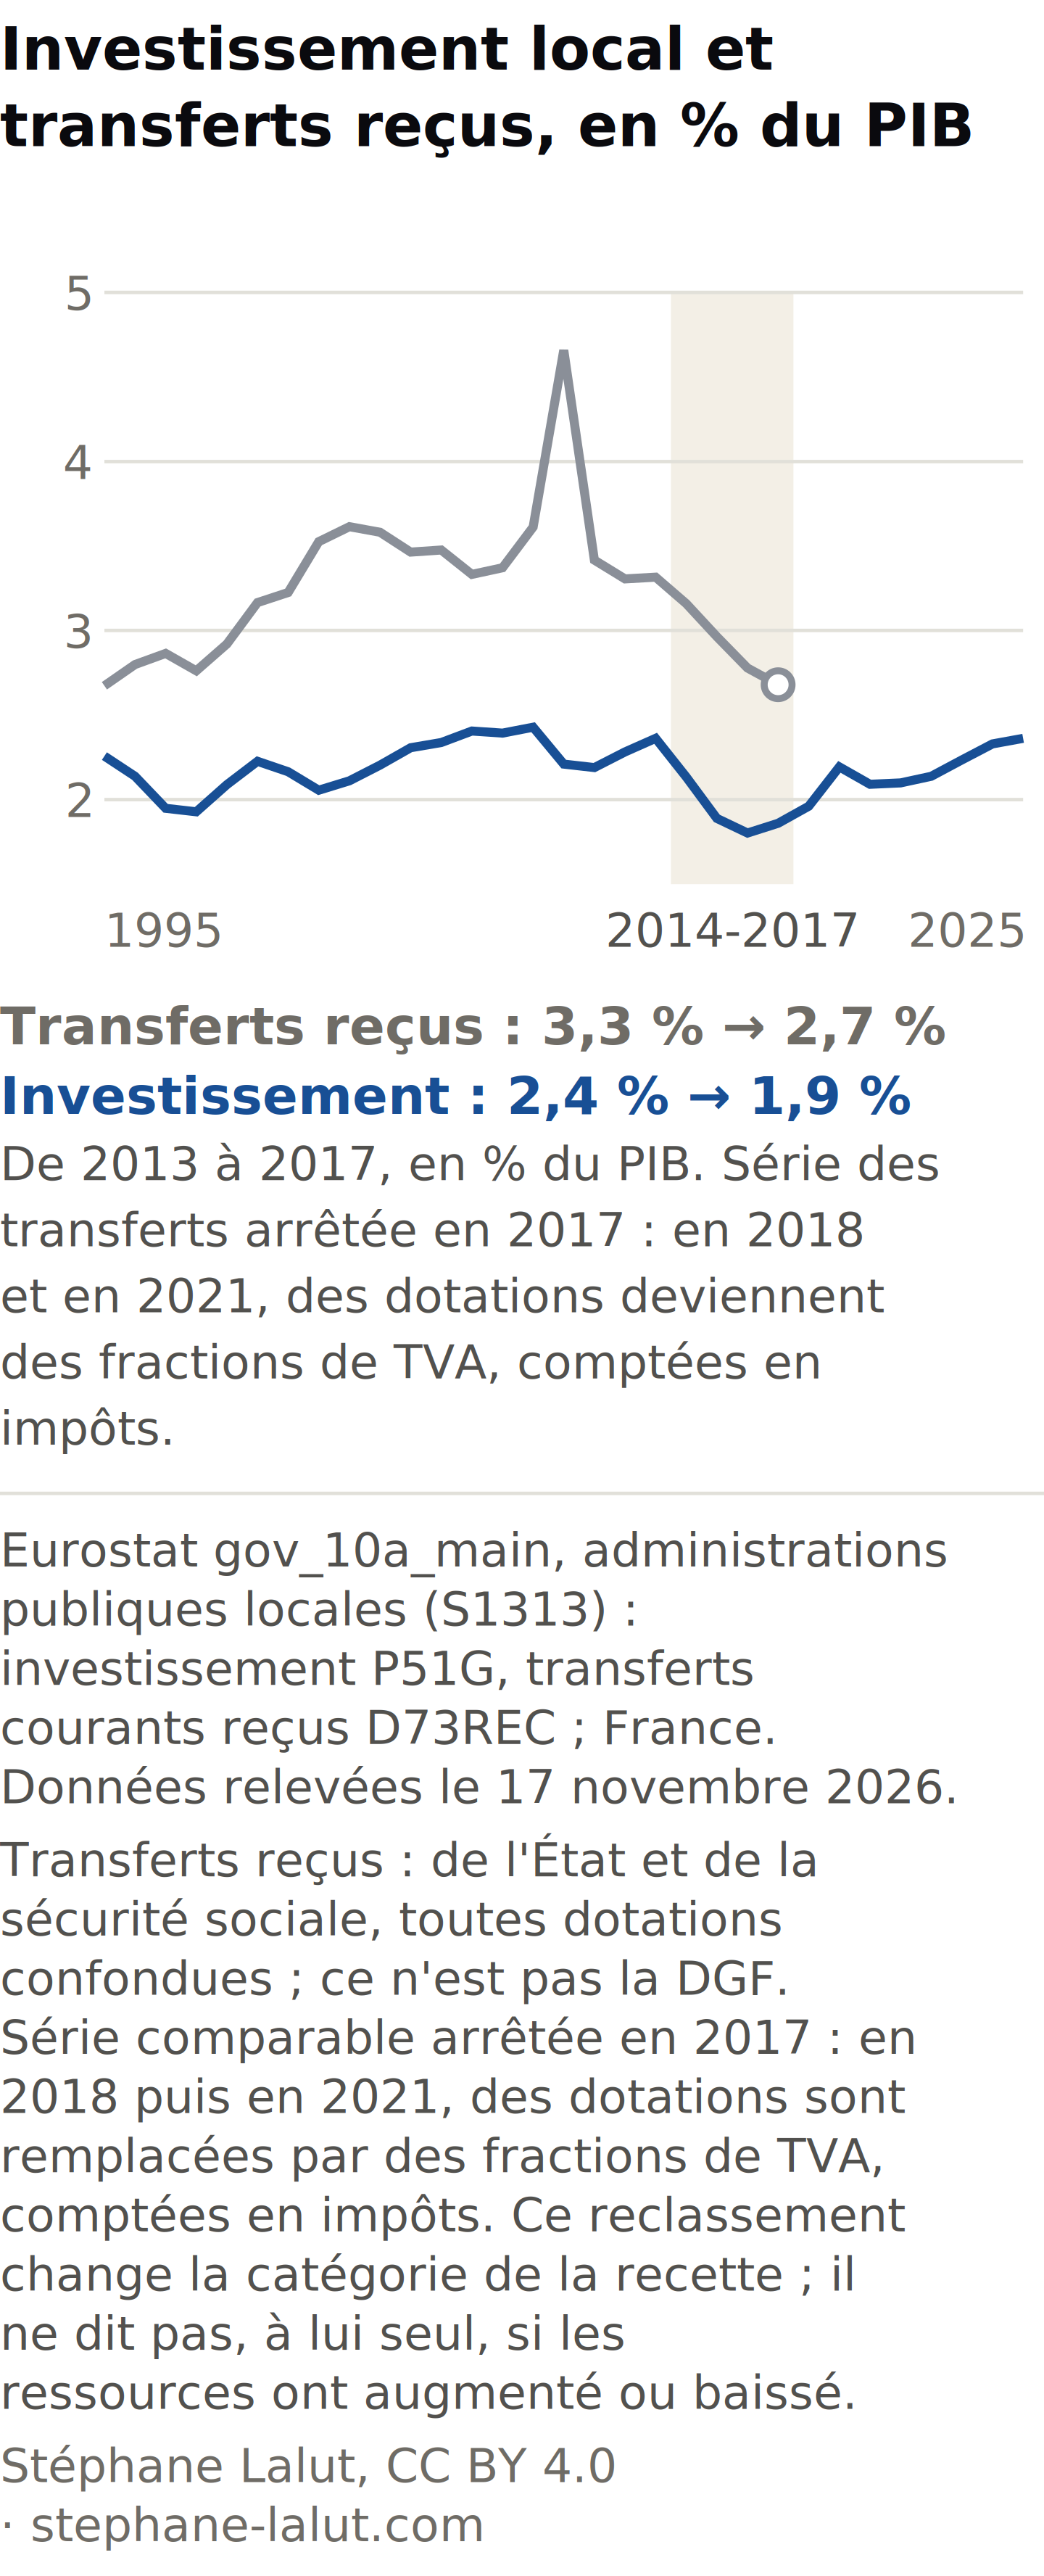 Investissement local et
transferts reçus, en % du PIB
5
4
3
2
1995
2014-2017
2025
Transferts reçus : 3,3 % → 2,7 %
Investissement : 2,4 % → 1,9 %
De 2013 à 2017, en % du PIB. Série des
transferts arrêtée en 2017 : en 2018
et en 2021, des dotations deviennent
des fractions de TVA, comptées en
impôts.
Eurostat gov_10a_main, administrations
publiques locales (S1313) :
investissement P51G, transferts
courants reçus D73REC ; France.
Données relevées le 17 novembre 2026.
Transferts reçus : de l'État et de la
sécurité sociale, toutes dotations
confondues ; ce n'est pas la DGF.
Série comparable arrêtée en 2017 : en
2018 puis en 2021, des dotations sont
remplacées par des fractions de TVA,
comptées en impôts. Ce reclassement
change la catégorie de la recette ; il
ne dit pas, à lui seul, si les
ressources ont augmenté ou baissé.
Stéphane Lalut, CC BY 4.0
· stephane-lalut.com